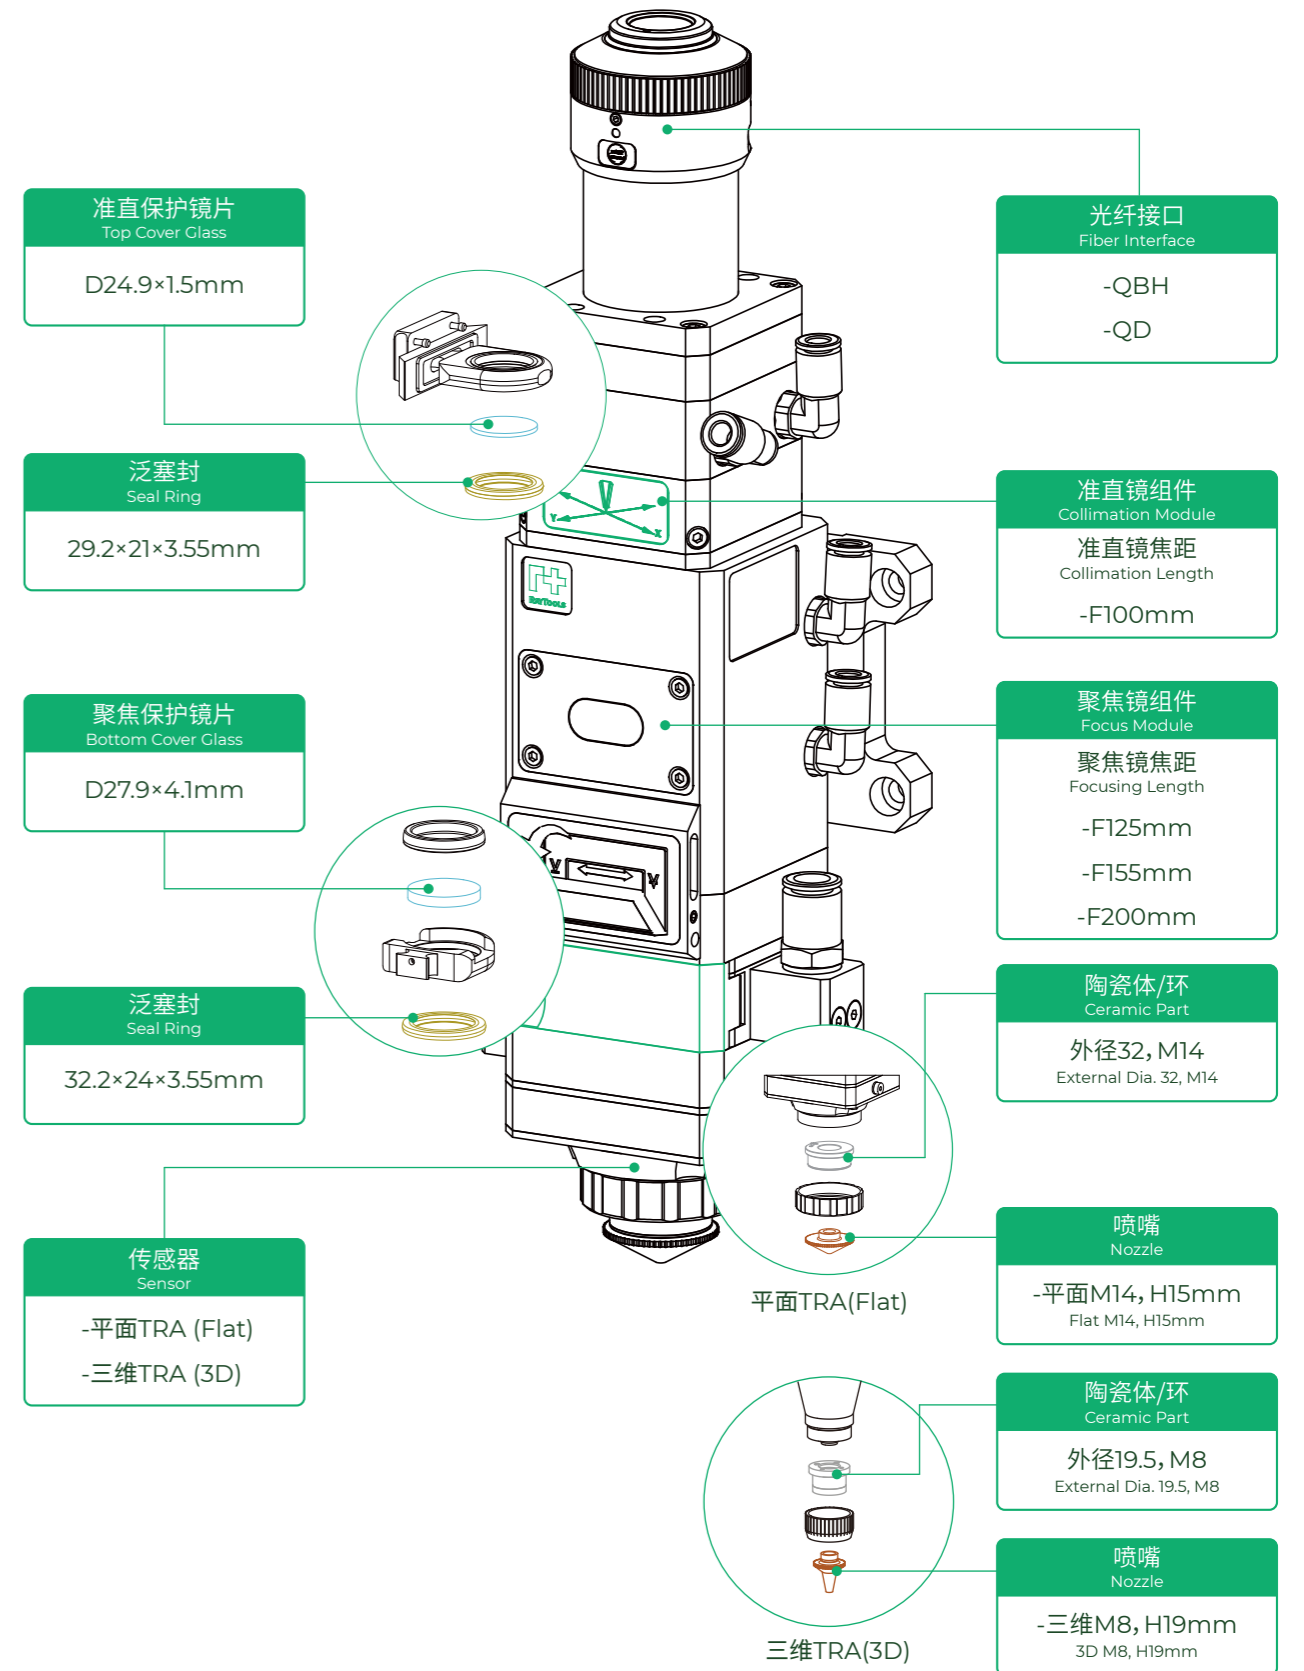 准直保护镜片
Top Cover Glass
D24.9×1.5mm
泛塞封
Seal Ring
29.2×21×3.55mm
聚焦保护镜片
Bottom Cover Glass
D27.9×4.1mm
泛塞封
Seal Ring
32.2×24×3.55mm
传感器
Sensor
-平面TRA (Flat)
-三维TRA (3D)
Y
X
RAYTOOLS
光纤接口
Fiber Interface
-QBH
-QD
准直镜组件
Collimation Module
准直镜焦距
Collimation Length
-F100mm
聚焦镜组件
Focus Module
聚焦镜焦距
Focusing Length
-F125mm
-F155mm
-F200mm
陶瓷体/环
Ceramic Part
外径32, M14
External Dia. 32, M14
喷嘴
Nozzle
-平面M14, H15mm
Flat M14, H15mm
平面TRA(Flat)
陶瓷体/环
Ceramic Part
外径19.5, M8
External Dia. 19.5, M8
喷嘴
Nozzle
-三维M8, H19mm
3D M8, H19mm
三维TRA(3D)